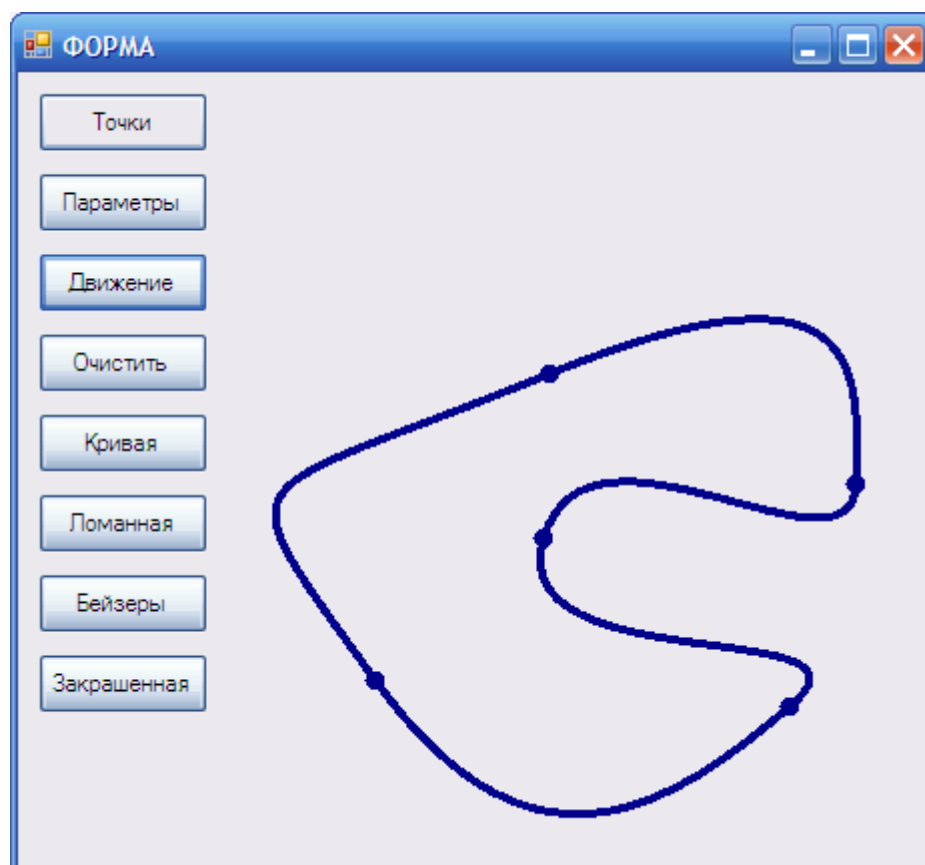 ФОРМА
Точки
Параметры
Движение
Очистить
Кривая
Ломанная
Бейзеры
Закрашенная